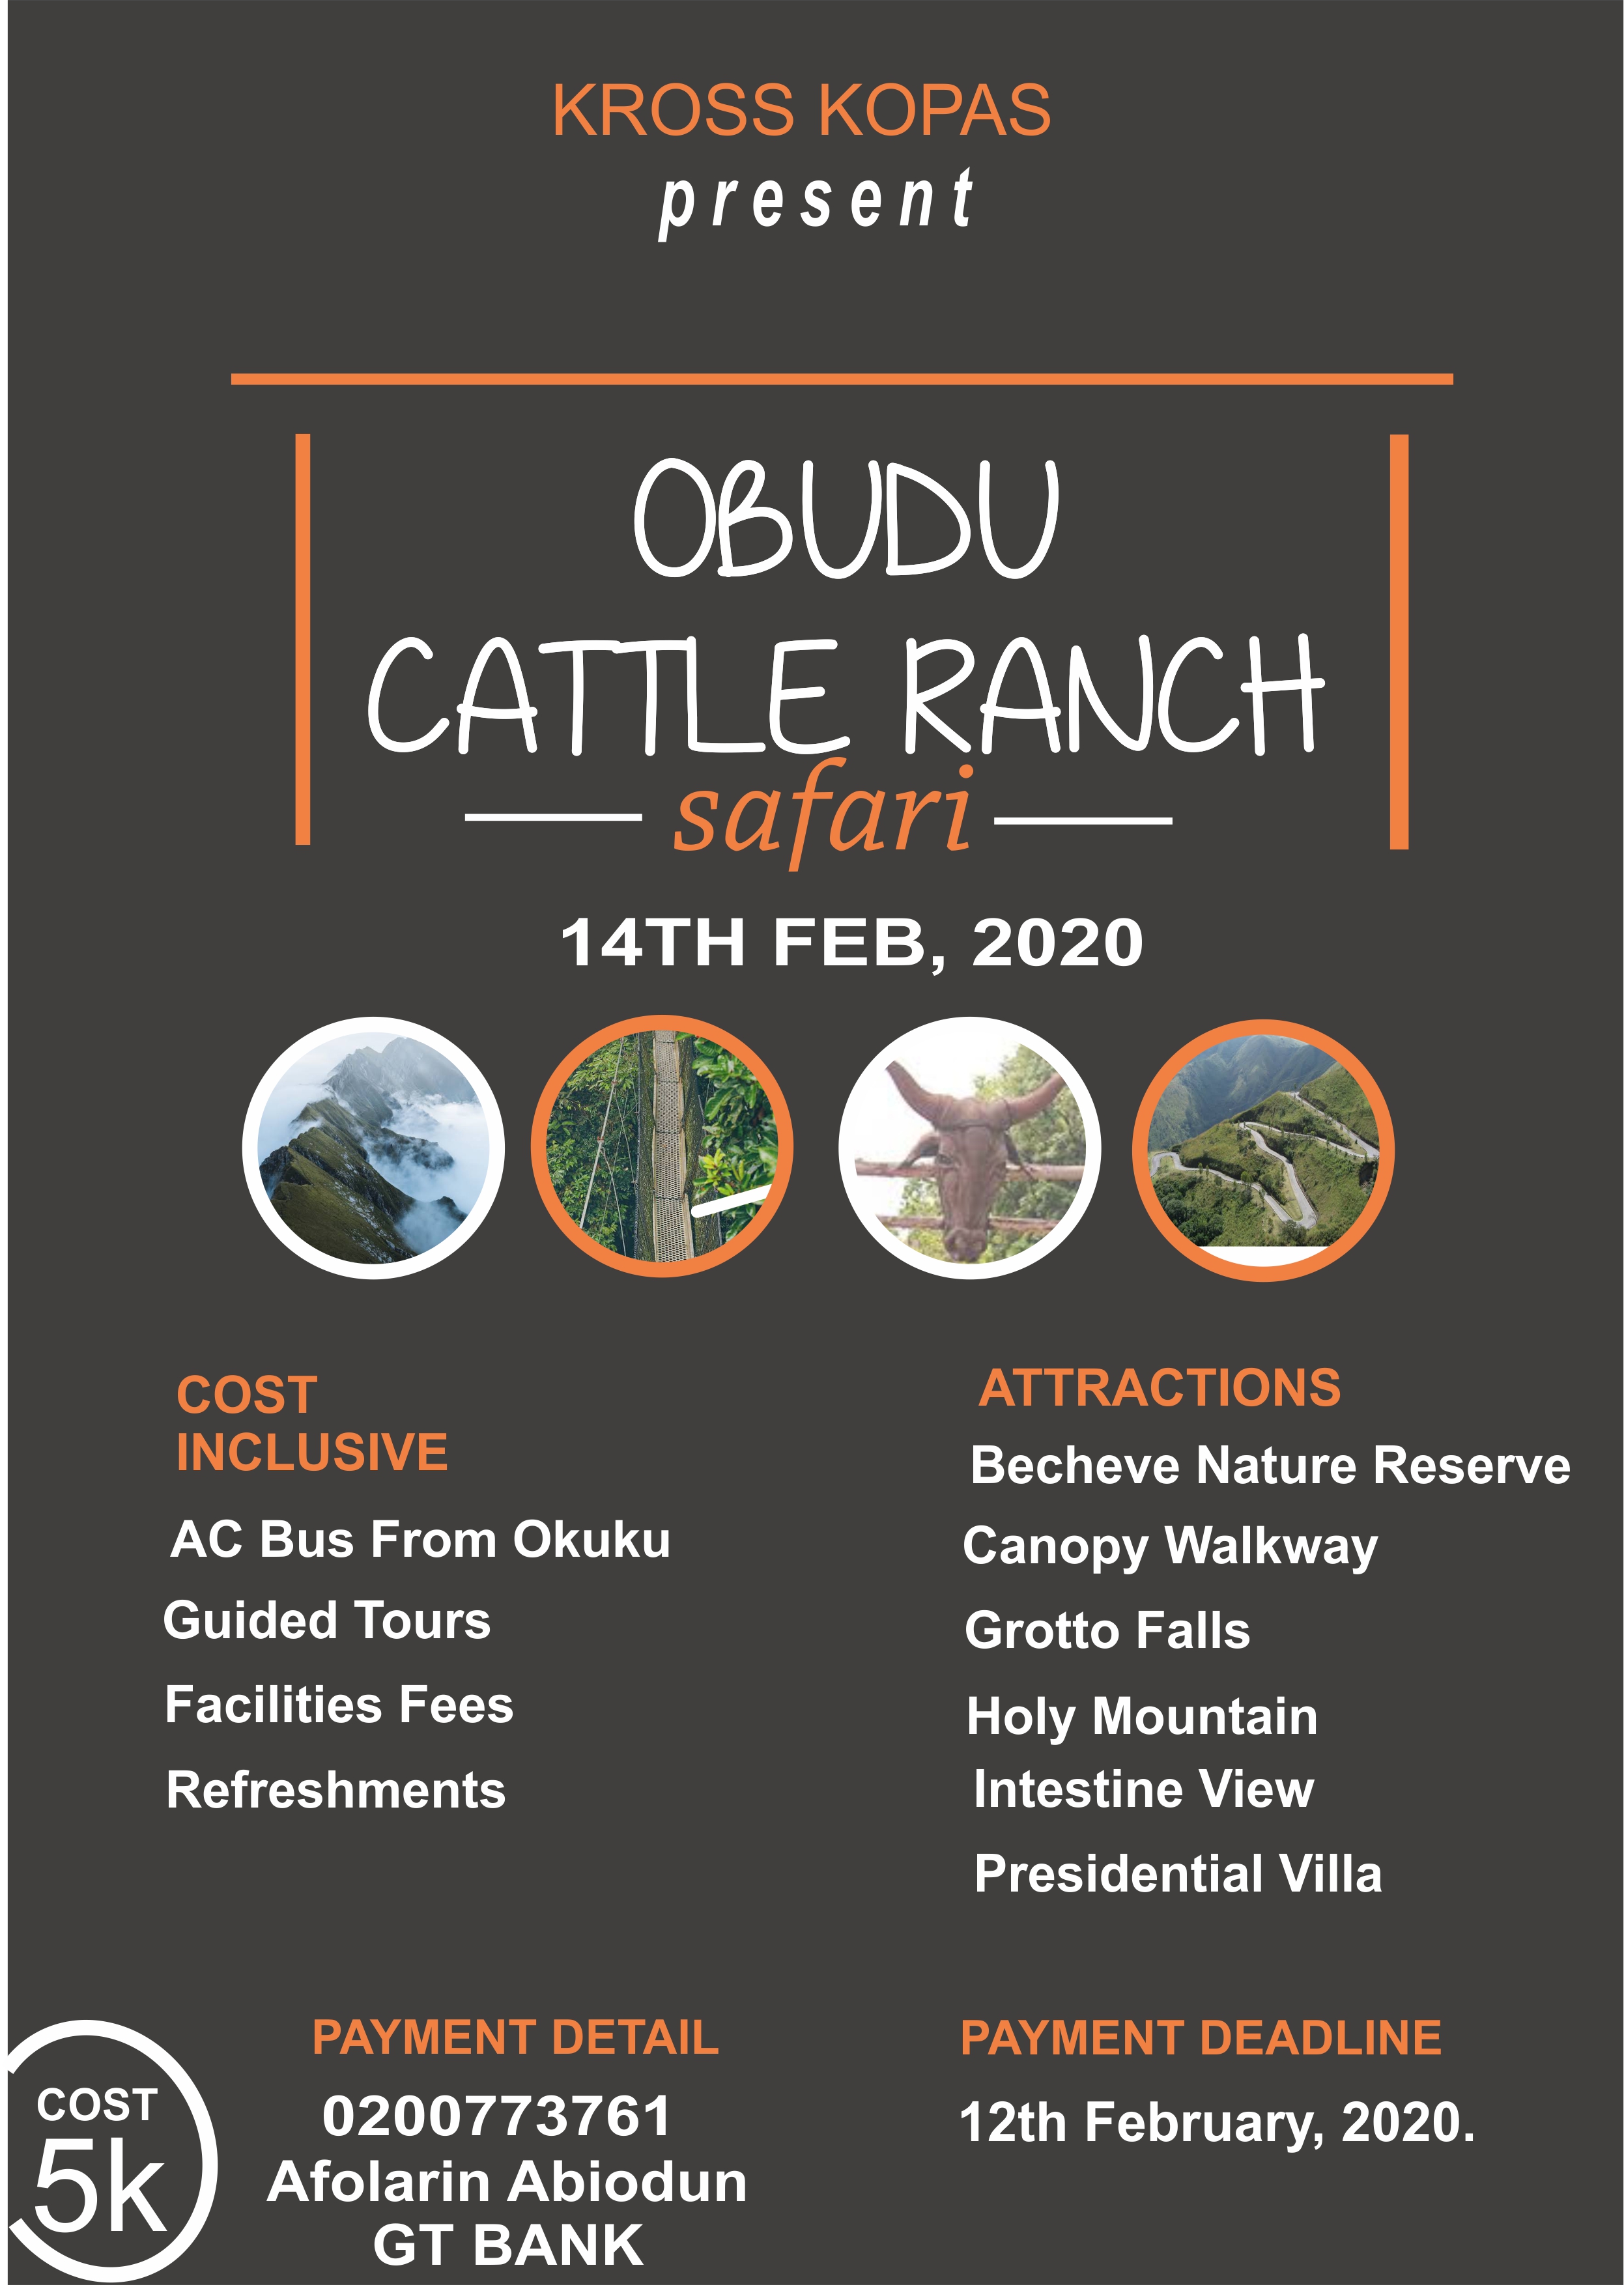 KROSS KOPAS
present
OBUDU
CATTLE RANCH
safari
14TH FEB, 2020
COST
INCLUSIVE
AC Bus From Okuku
Guided Tours
Facilities Fees
Refreshments
ATTRACTIONS
Becheve Nature Reserve
Canopy Walkway
Grotto Falls
Holy Mountain
Intestine View
Presidential Villa
COST
5k
PAYMENT DETAIL
0200773761
Afolarin Abiodun
GT BANK
PAYMENT DEADLINE
12th February, 2020.